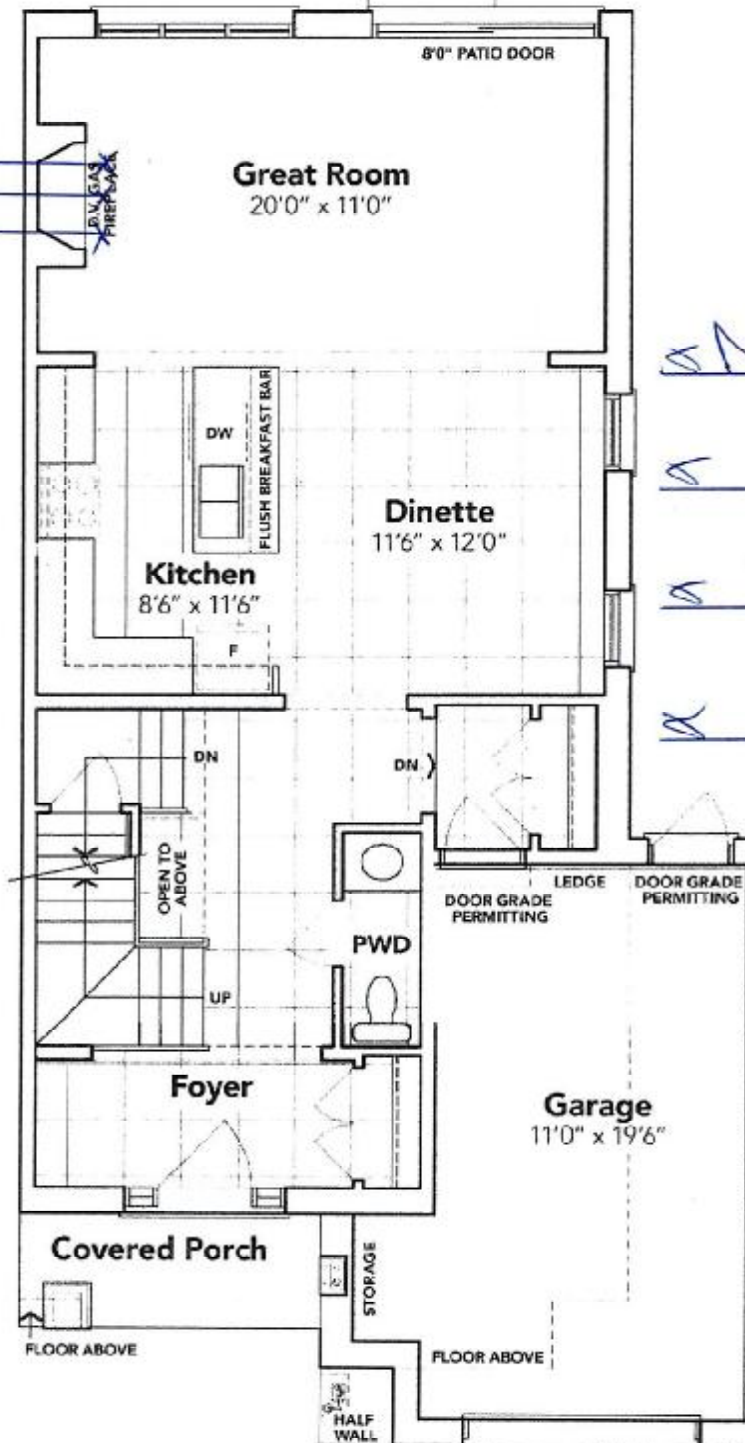 8'0" PATIO DOOR
Great Room
20'0" x 11'0"
D.V. GAS
FIREPLACE
DW
FLUSH BREAKFAST BAR
Dinette
11'6" x 12'0"
Kitchen
8'6" x 11'6"
F
DN
DN
OPEN TO
ABOVE
DOOR GRADE
PERMITTING
LEDGE
DOOR GRADE
PERMITTING
PWD
UP
Foyer
Garage
11'0" x 19'6"
Covered Porch
STORAGE
FLOOR ABOVE
FLOOR ABOVE
HALF
WALL